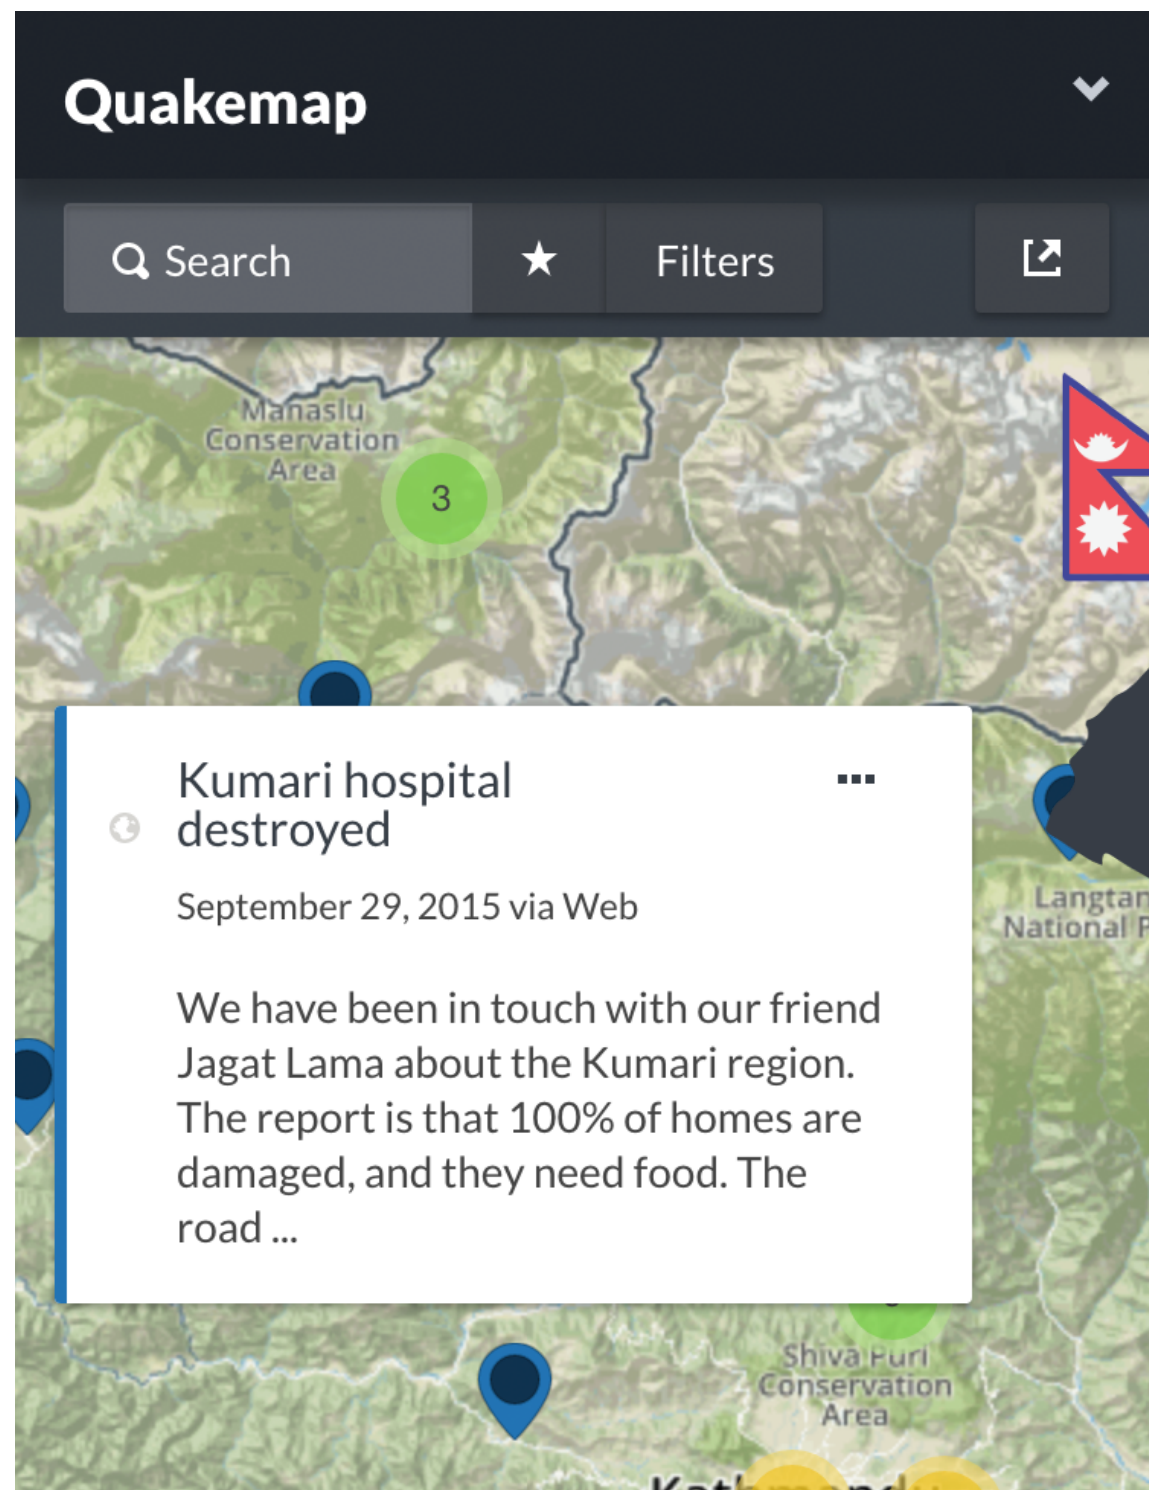 Quakemap
Search
Filters
Manaslu
Conservation
Area
3
Kumari hospital
destroyed
September 29, 2015 via Web
We have been in touch with our friend
Jagat Lama about the Kumari region.
The report is that 100% of homes are
damaged, and they need food. The
road ...
National
Shiva Puri
Conservation
Area